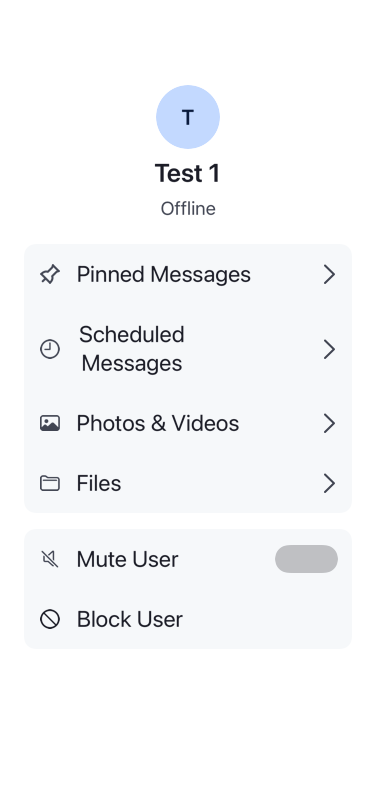 T
Test 1
Offline
Pinned Messages
Scheduled
Messages
Photos & Videos
Files
Mute User
Block User